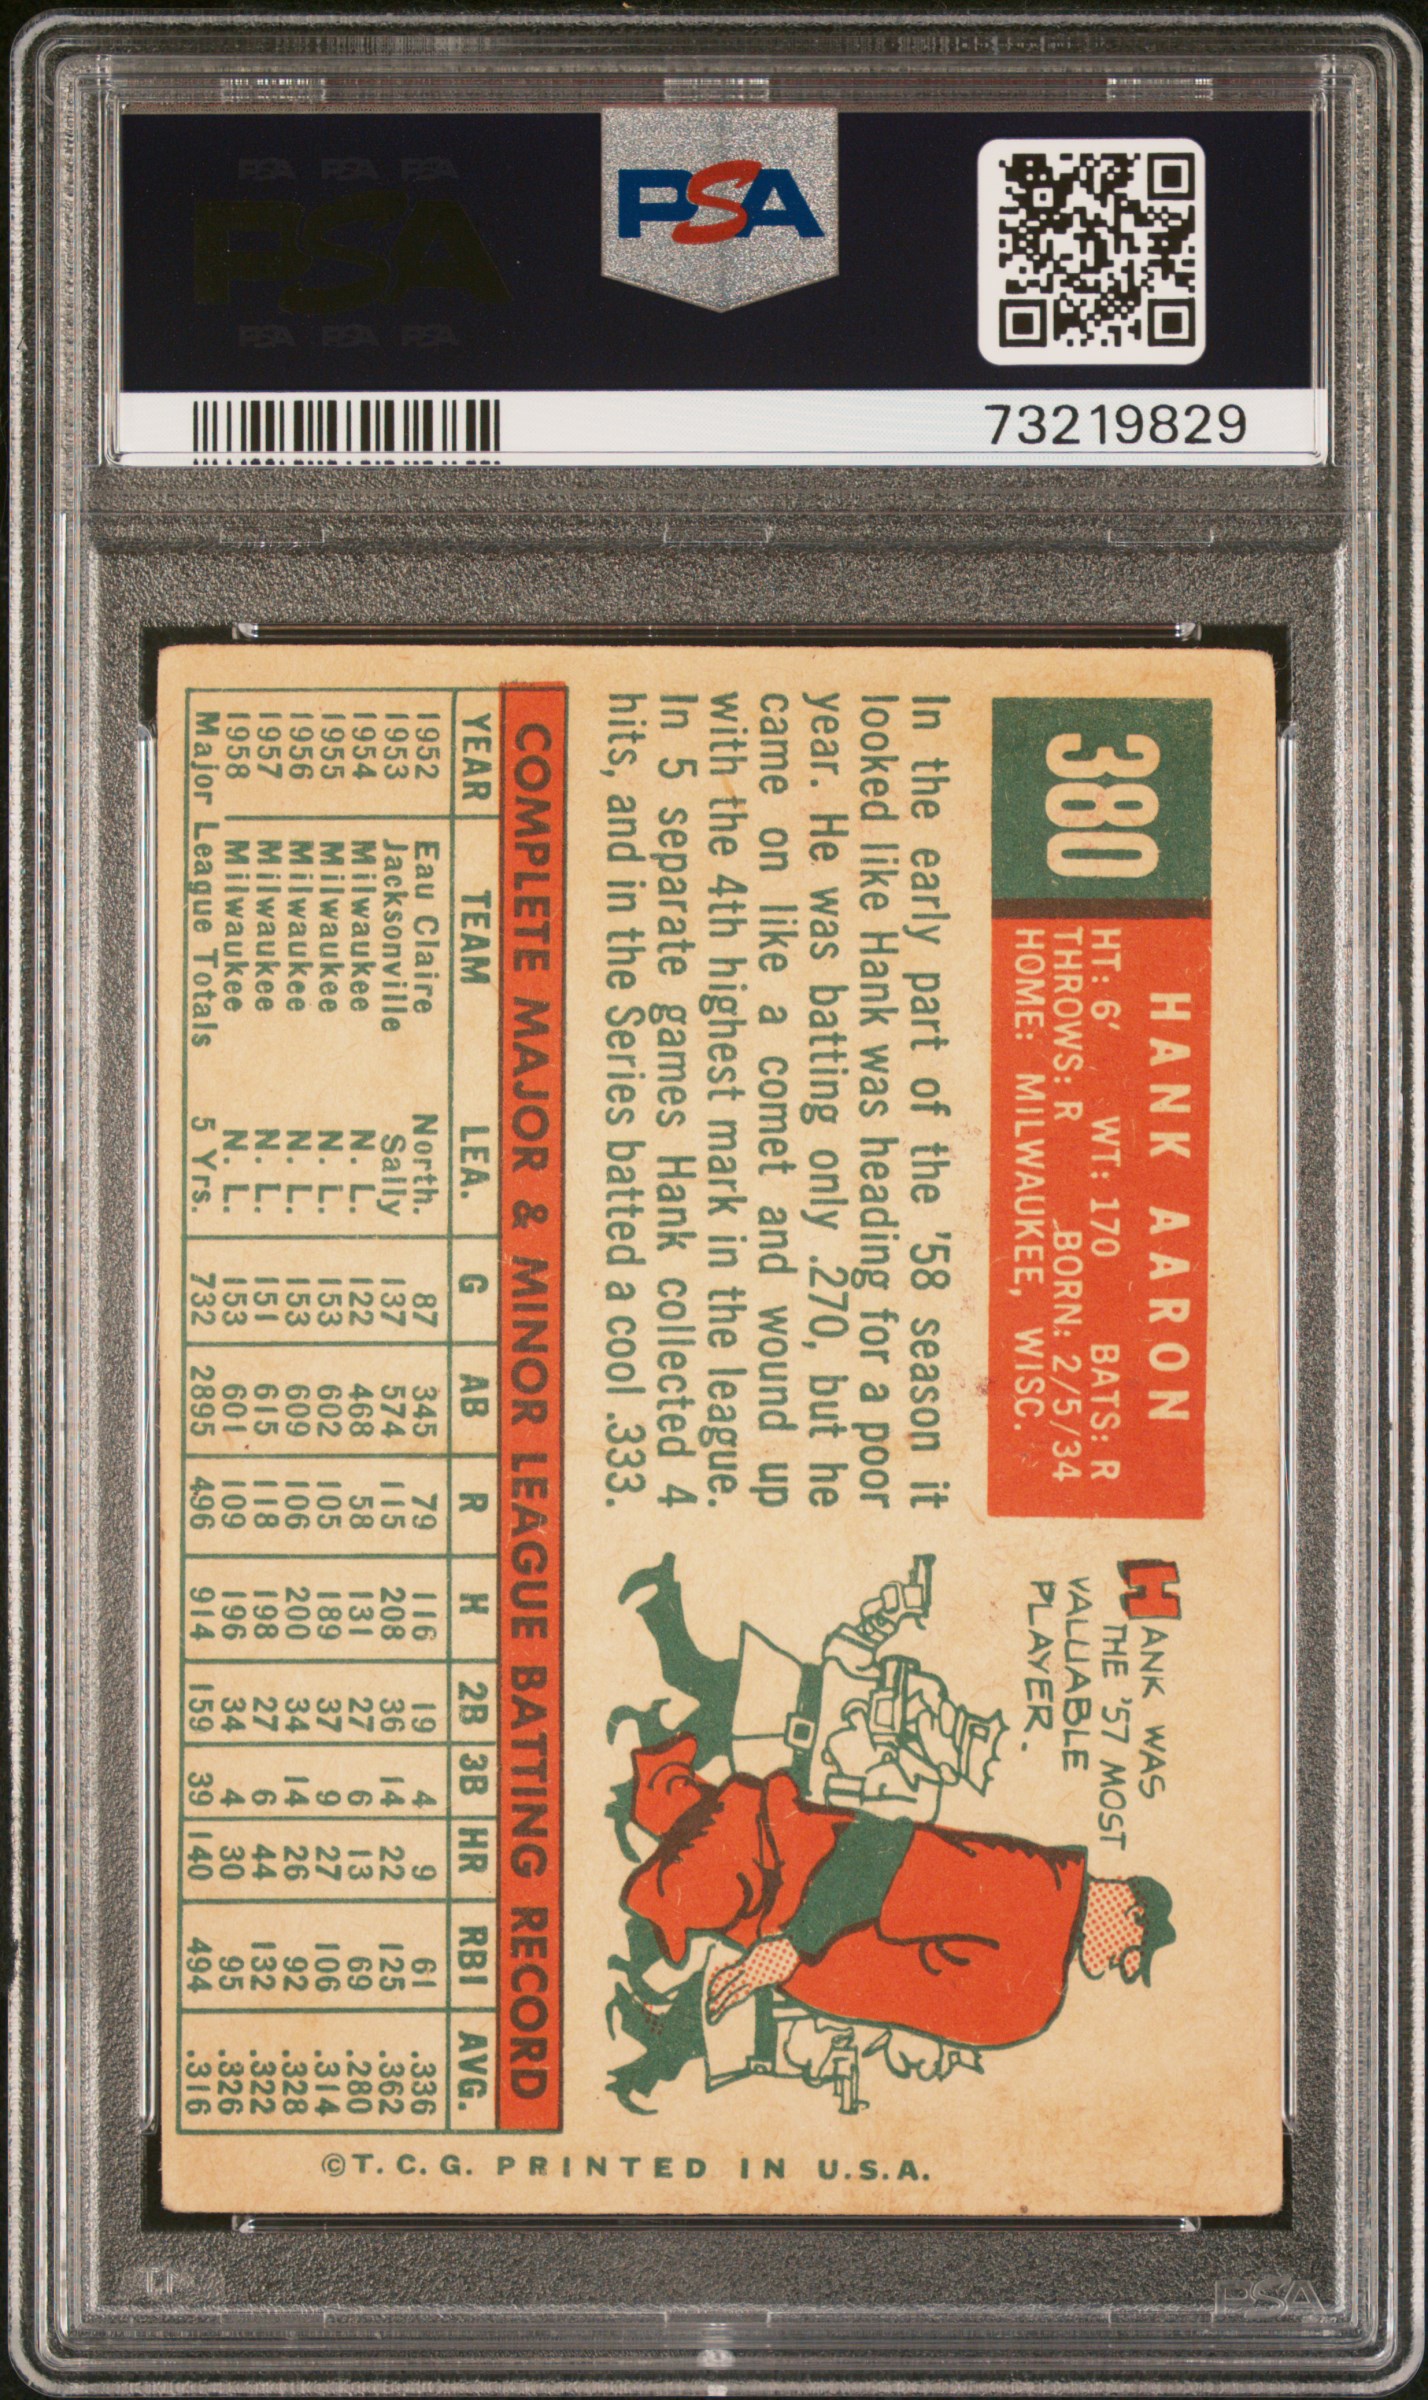 PSA PSA PSA
PSA
PSA PSA PSA
PSA
73219829
380
HANK AARON
HT: 6' WT: 170 BATS: R
THROWS: R BORN: 2/5/34
HOME: MILWAUKEE, WISC.
In the early part of the '58 season it
looked like Hank was heading for a poor
year. He was batting only .270, but he
came on like a comet and wound up
with the 4th highest mark in the league.
In 5 separate games Hank collected 4
hits, and in the Series batted a cool .333.
HANK WAS
THE '57 MOST
VALUABLE
PLAYER.
COMPLETE MAJOR & MINOR LEAGUE BATTING RECORD
YEAR TEAM LEA. G AB R H 2B 3B HR RBI AVG.
1952 Eau Claire North. 87 345 79 116 19 4 9 61 .336
1953 Jacksonville Sally 137 574 115 208 36 14 22 125 .362
1954 Milwaukee N. L. 122 468 58 131 27 6 13 69 .280
1955 Milwaukee N. L. 153 602 105 189 37 9 27 106 .314
1956 Milwaukee N. L. 153 609 106 200 34 14 26 92 .328
1957 Milwaukee N. L. 151 615 118 198 27 6 44 132 .322
1958 Milwaukee N. L. 153 601 109 196 34 4 30 95 .326
Major League Totals 5 Yrs. 732 2895 496 914 159 39 140 494 .316
©T. C. G. PRINTED IN U.S.A.
PSA